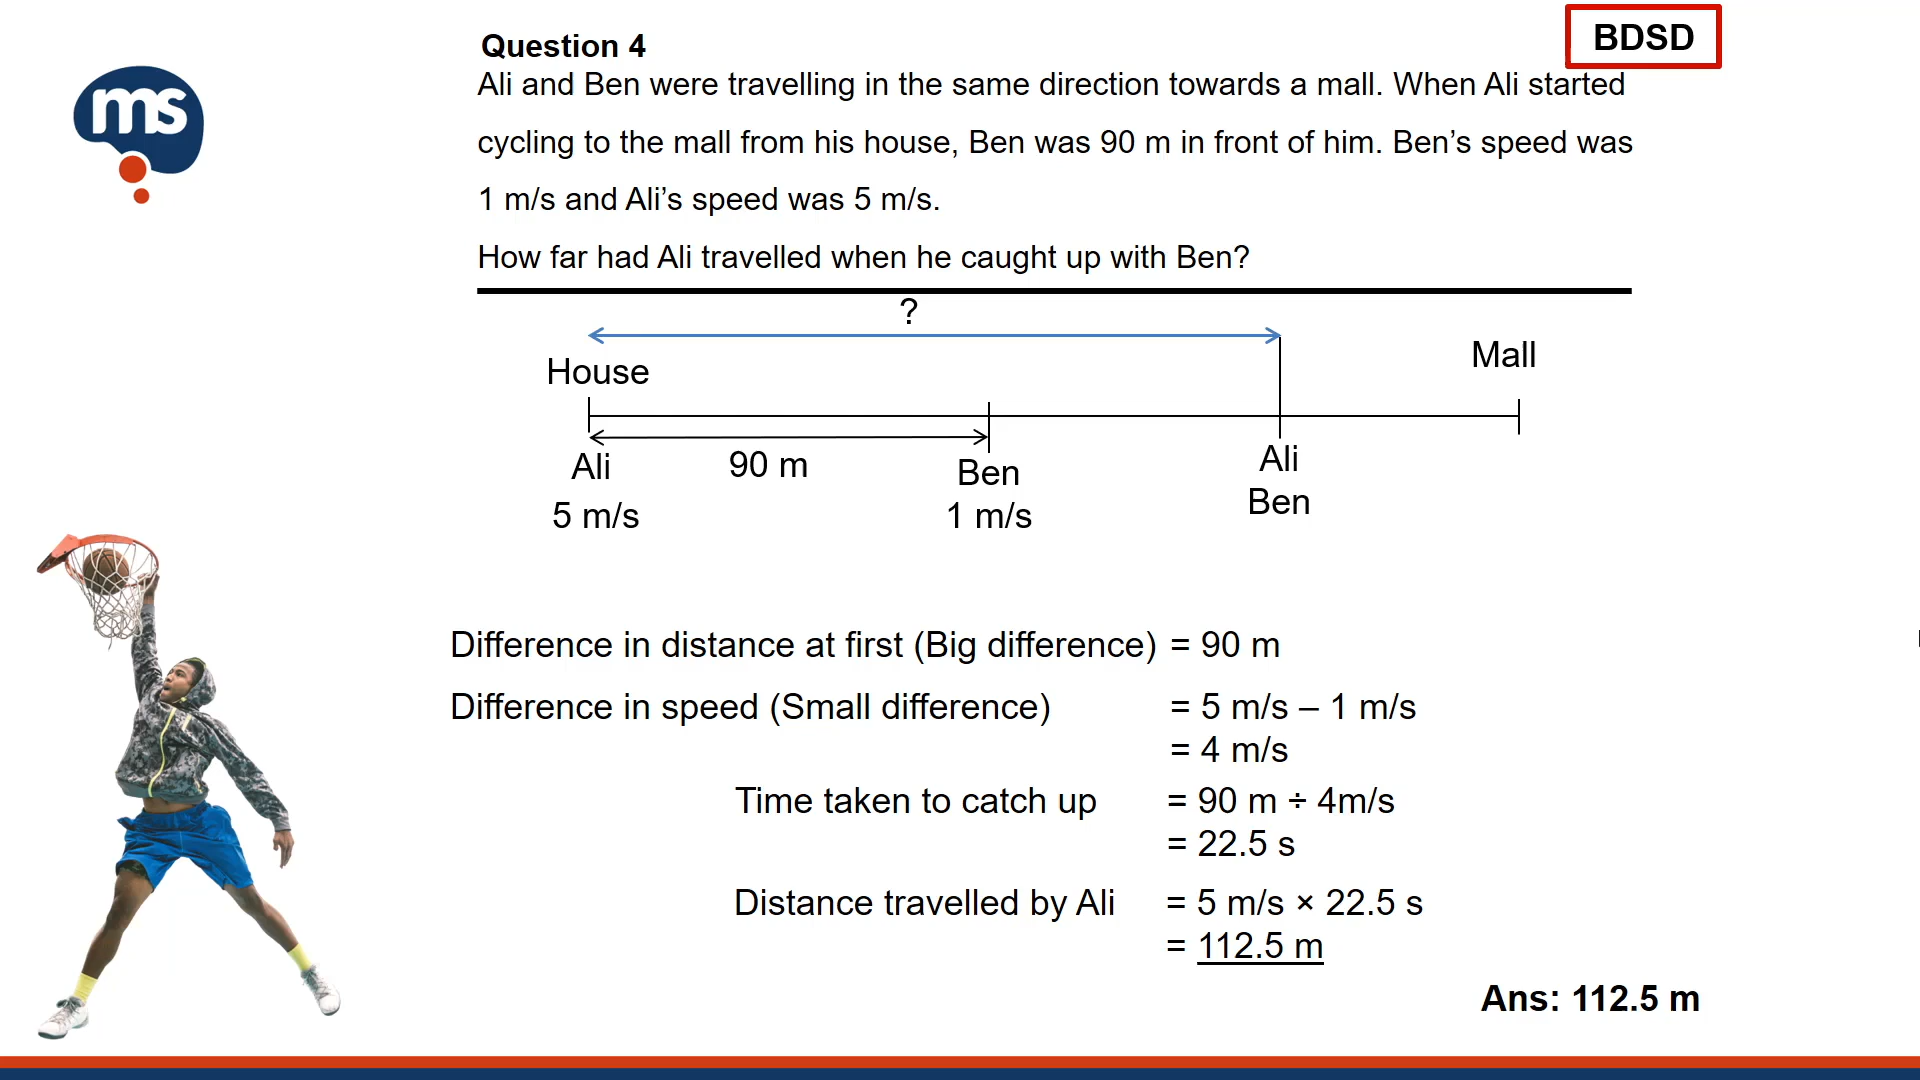 ms
Question 4
BDSD
Ali and Ben were travelling in the same direction towards a mall. When Ali started
cycling to the mall from his house, Ben was 90 m in front of him. Ben’s speed was
1 m/s and Ali’s speed was 5 m/s.
How far had Ali travelled when he caught up with Ben?
?
House
Mall
Ali
90 m
Ben
Ali
5 m/s
1 m/s
Ben
Difference in distance at first (Big difference) = 90 m
Difference in speed (Small difference) = 5 m/s – 1 m/s
= 4 m/s
Time taken to catch up = 90 m ÷ 4m/s
= 22.5 s
Distance travelled by Ali = 5 m/s × 22.5 s
= 112.5 m
Ans: 112.5 m